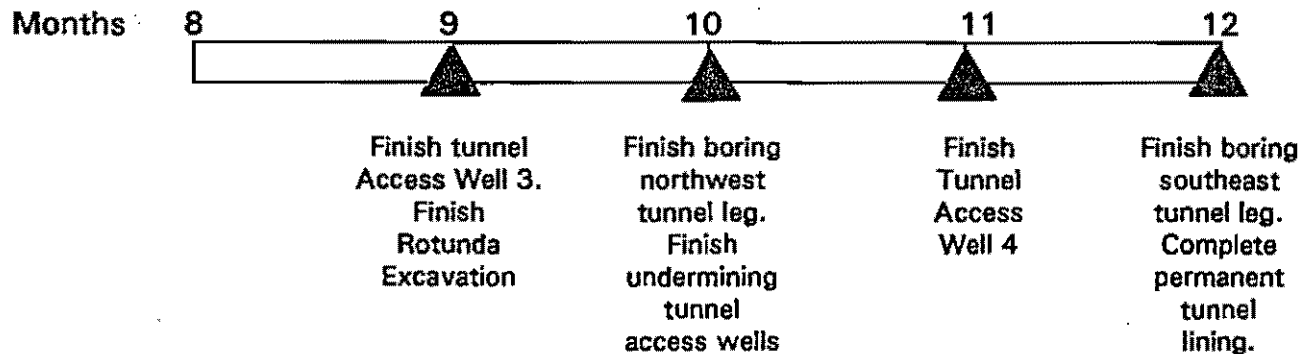 Months 8 9 10 11 12
Finish tunnel
Access Well 3.
Finish
Rotunda
Excavation
Finish boring
northwest
tunnel leg.
Finish
undermining
tunnel
access wells
Finish
Tunnel
Access
Well 4
Finish boring
southeast
tunnel leg.
Complete
permanent
tunnel
lining.